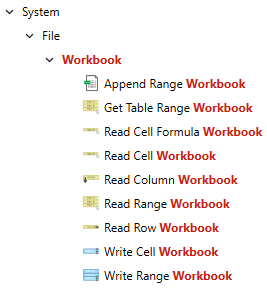 System
File
Workbook
Append Range Workbook
Get Table Range Workbook
Read Cell Formula Workbook
Read Cell Workbook
Read Column Workbook
Read Range Workbook
Read Row Workbook
Write Cell Workbook
Write Range Workbook